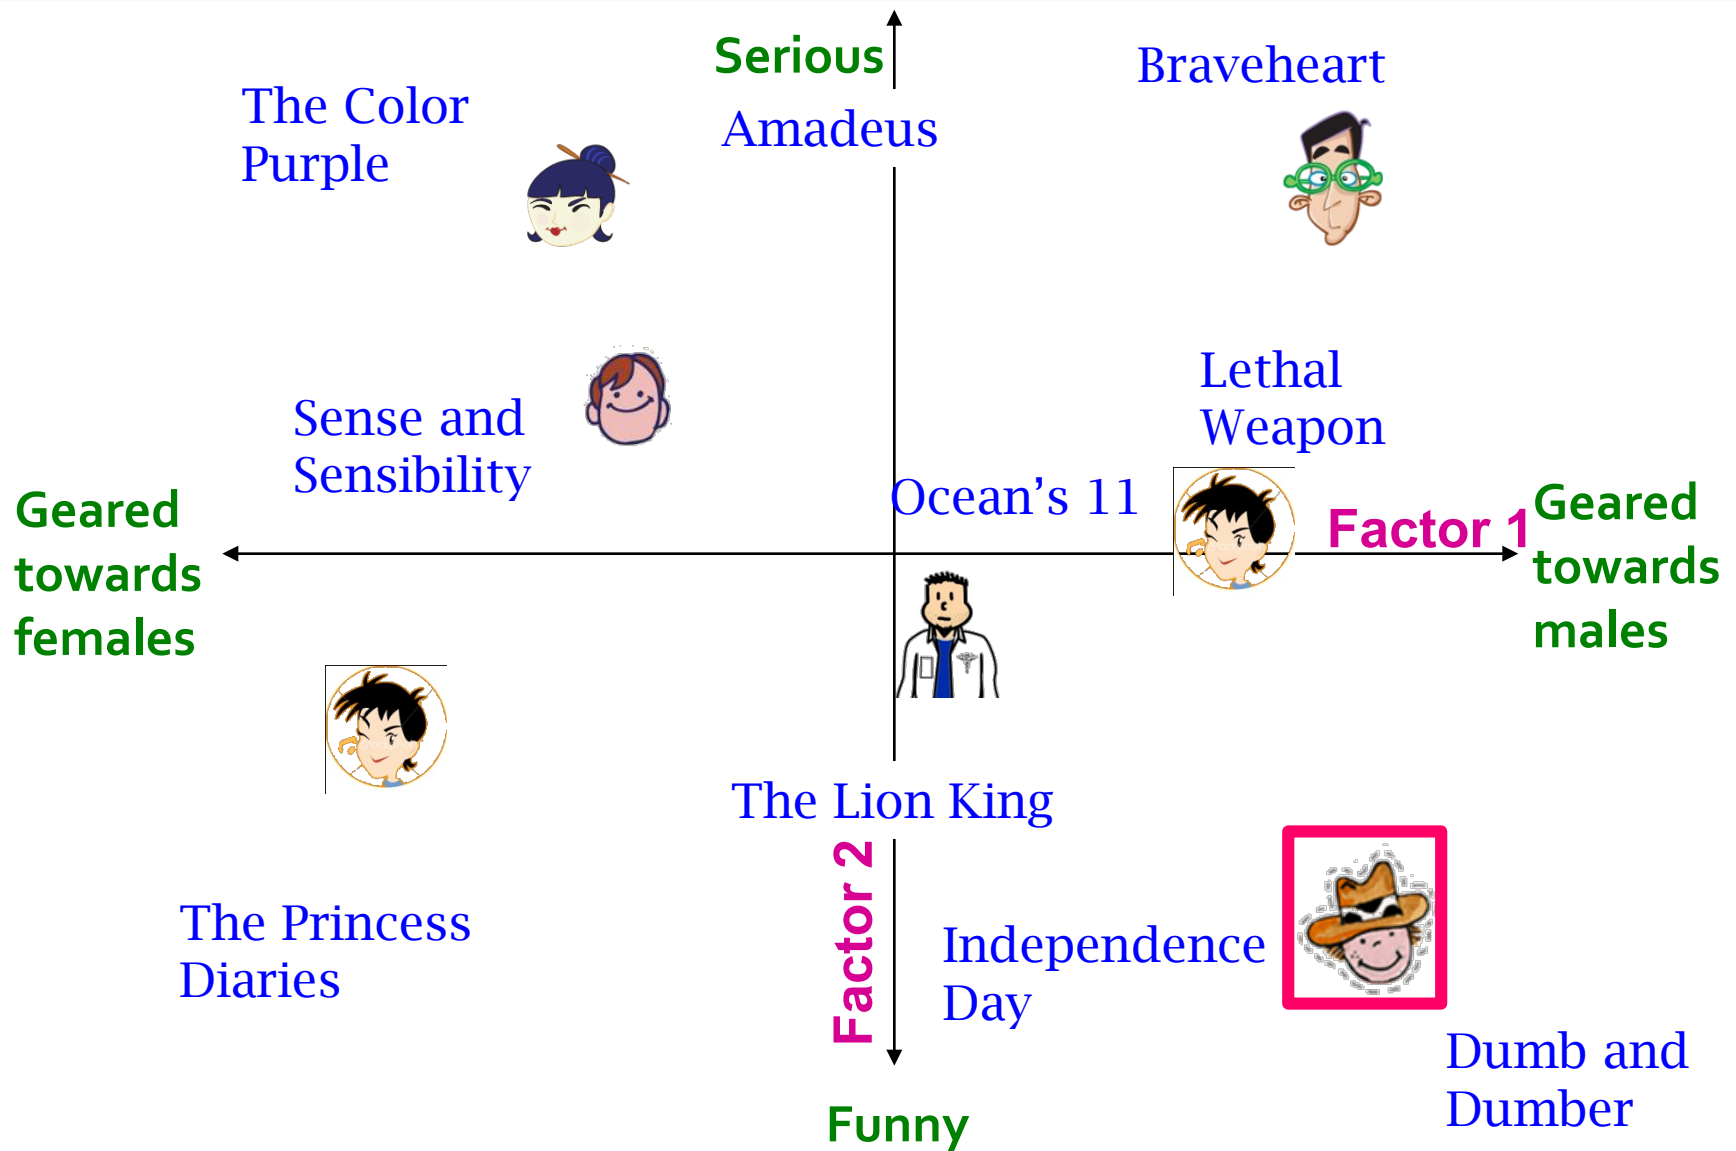 Serious
Braveheart
The Color
Purple
Amadeus
Lethal
Weapon
Sense and
Sensibility
Ocean’s 11
Geared
towards
females
Factor 1
Geared
towards
males
The Lion King
Factor 2
The Princess
Diaries
Independence
Day
Dumb and
Dumber
Funny